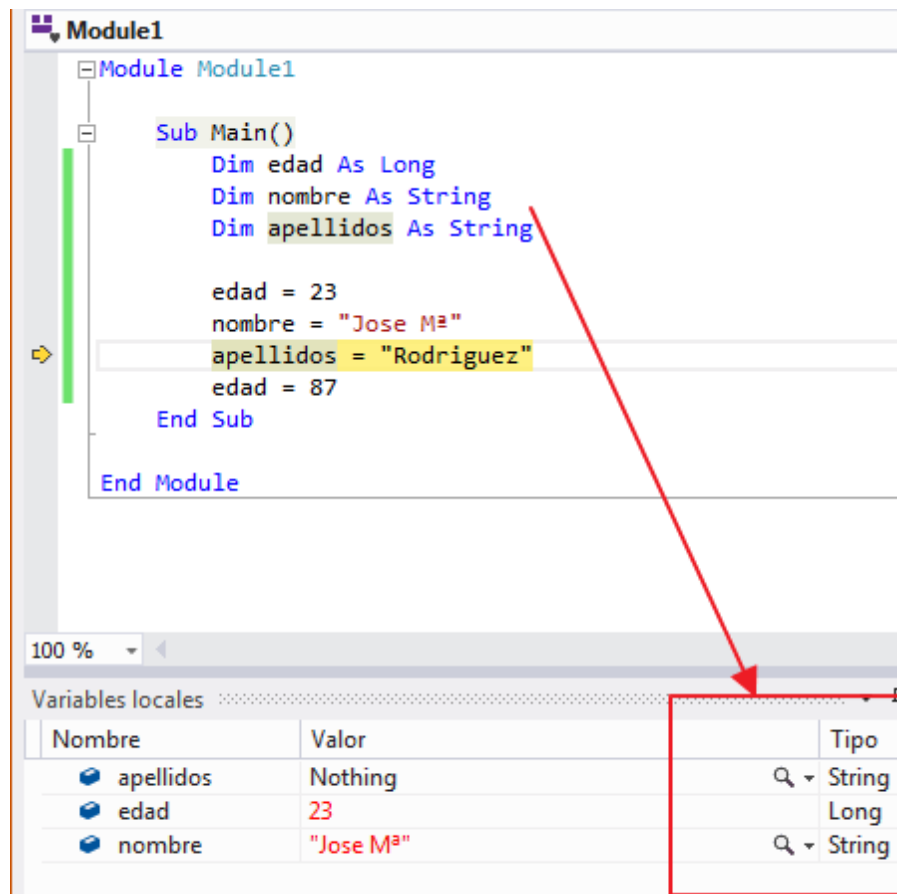 Module1
Module Module1
Sub Main()
Dim edad As Long
Dim nombre As String
Dim apellidos As String
edad = 23
nombre = "Jose Mª"
apellidos = "Rodriguez"
edad = 87
End Sub
End Module
100 %
Variables locales
Nombre Valor Tipo
apellidos Nothing String
edad 23 Long
nombre "Jose Mª" String